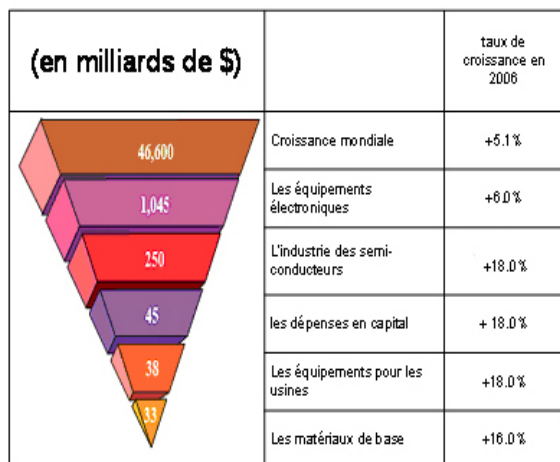 (en milliards de $)
taux de
croissance en
2006
46,600
Croissance mondiale
+5.1%
1,045
Les équipements
électroniques
+6.0%
250
L'industrie des semi-
conducteurs
+18.0%
45
les dépenses en capital
+ 18.0%
38
Les équipements pour les
usines
+18.0%
33
Les matériaux de base
+16.0%